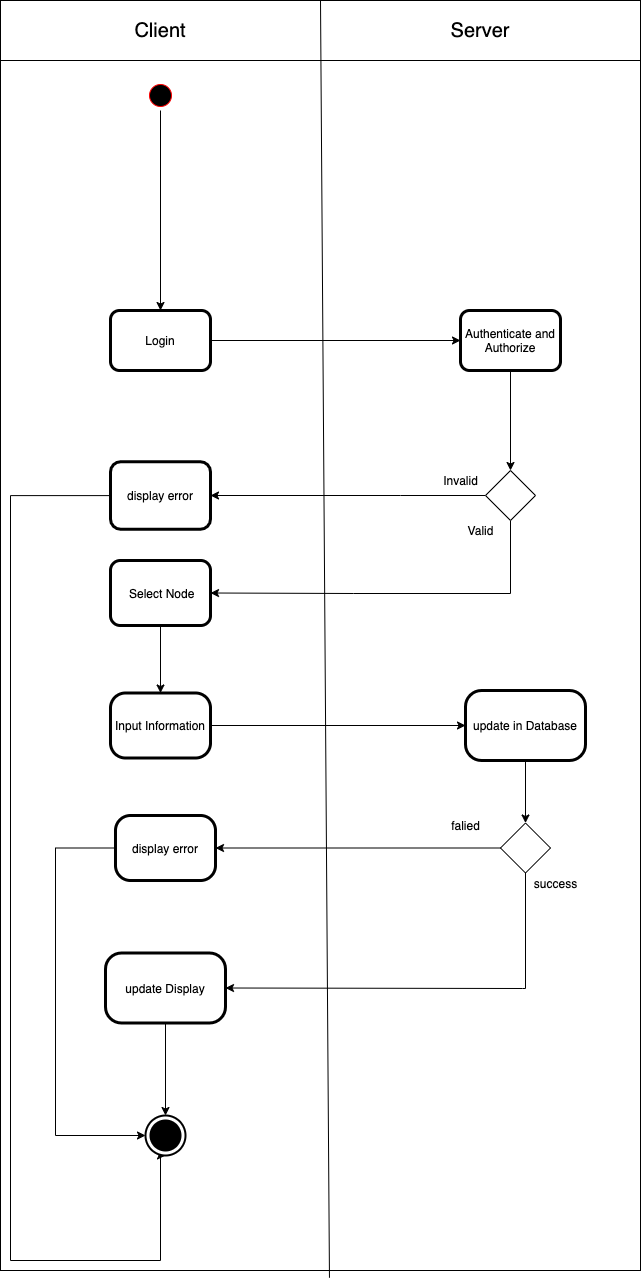 Client
Server
Login
Authenticate and
Authorize
Invalid
display error
Valid
Select Node
Input Information
update in Database
falied
display error
success
update Display